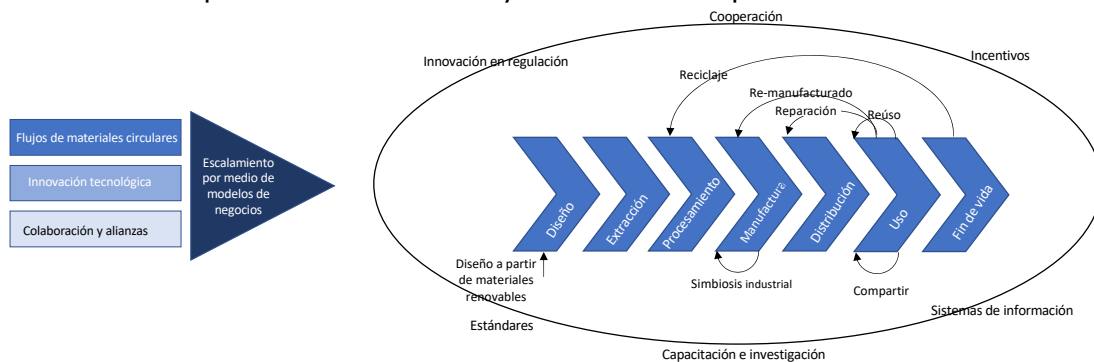 Cooperación
Innovación en regulación
Incentivos
Reciclaje
Re-manufacturado
Reparación
Reúso
Flujos de materiales circulares
Innovación tecnológica
Colaboración y alianzas
Escalamiento
por medio de
modelos de
negocios
Diseño
Extracción
Procesamiento
Manufactura
Distribución
Uso
Fin de vida
Diseño a partir
de materiales
renovables
Simbiosis industrial
Compartir
Estándares
Sistemas de información
Capacitación e investigación